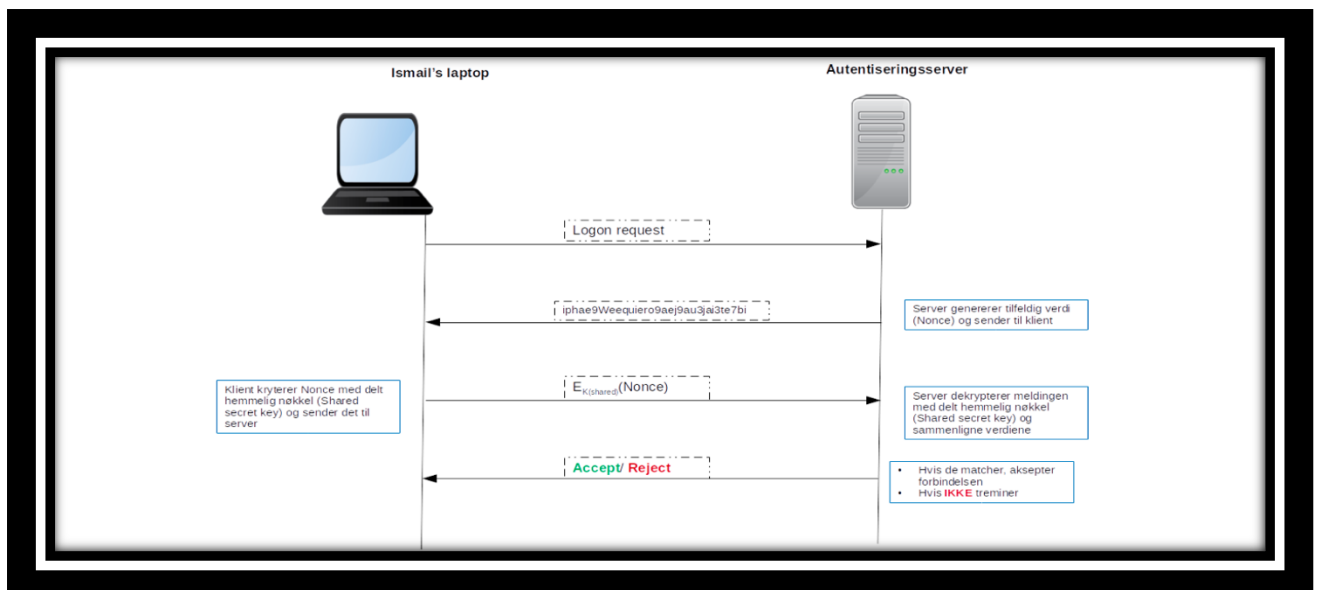 Ismail's laptop
Autentiseringsserver
Logon request
iphae9Weequiero9aej9au3jai3te7bi
Server genererer tilfeldig verdi
(Nonce) og sender til klient
Klient kryterer Nonce med delt
hemmelig nøkkel (Shared
secret key) og sender det til
server
E_K(shared)(Nonce)
Server dekrypterer meldingen
med delt hemmelig nøkkel
(Shared secret key) og
sammenligne verdiene
Accept/ Reject
• Hvis de matcher, aksepter
forbindelsen
• Hvis IKKE treminer